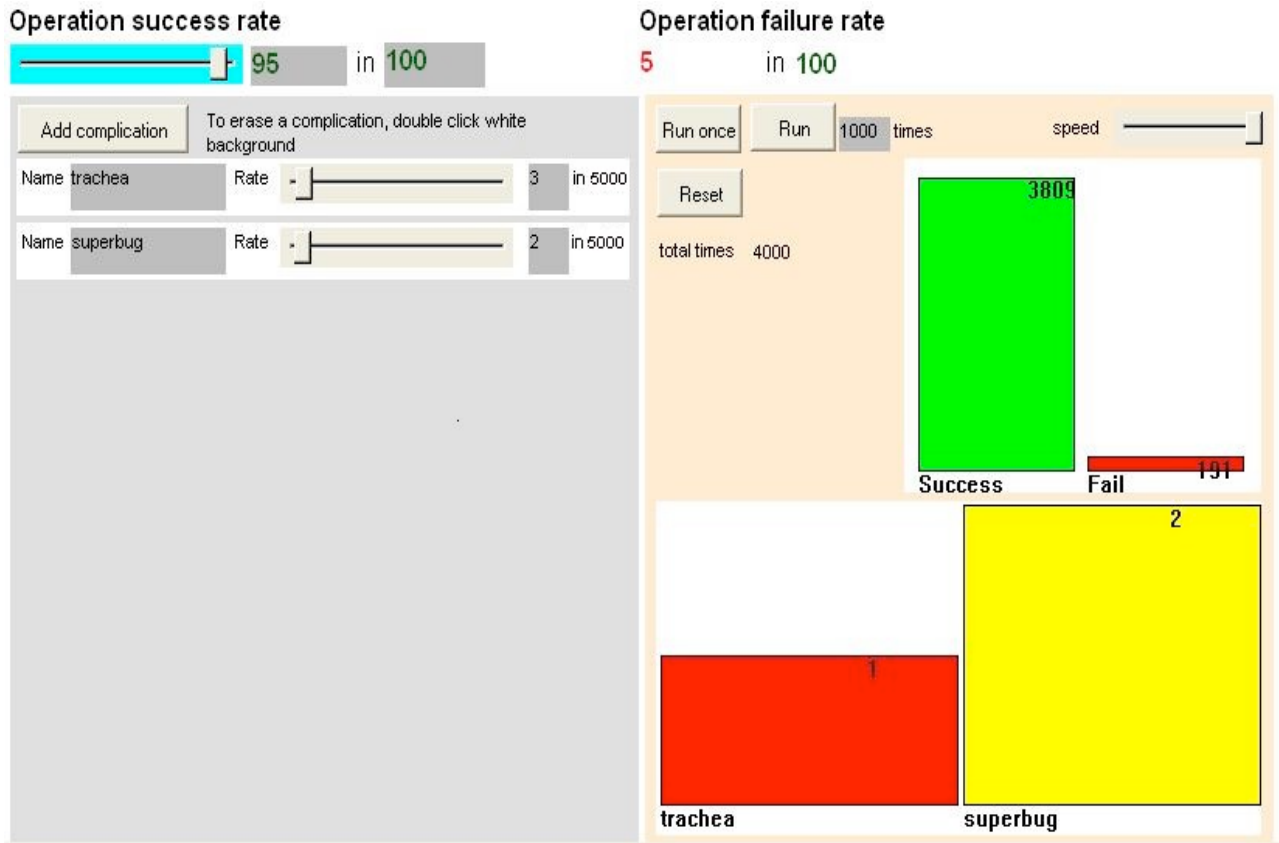 Operation success rate
95 in 100
Operation failure rate
5 in 100
Add complication
To erase a complication, double click white
background
Name trachea Rate 3 in 5000
Name superbug Rate 2 in 5000
Run once Run 1000 times speed
Reset
total times 4000
3809
191
Success Fail
1
2
trachea superbug